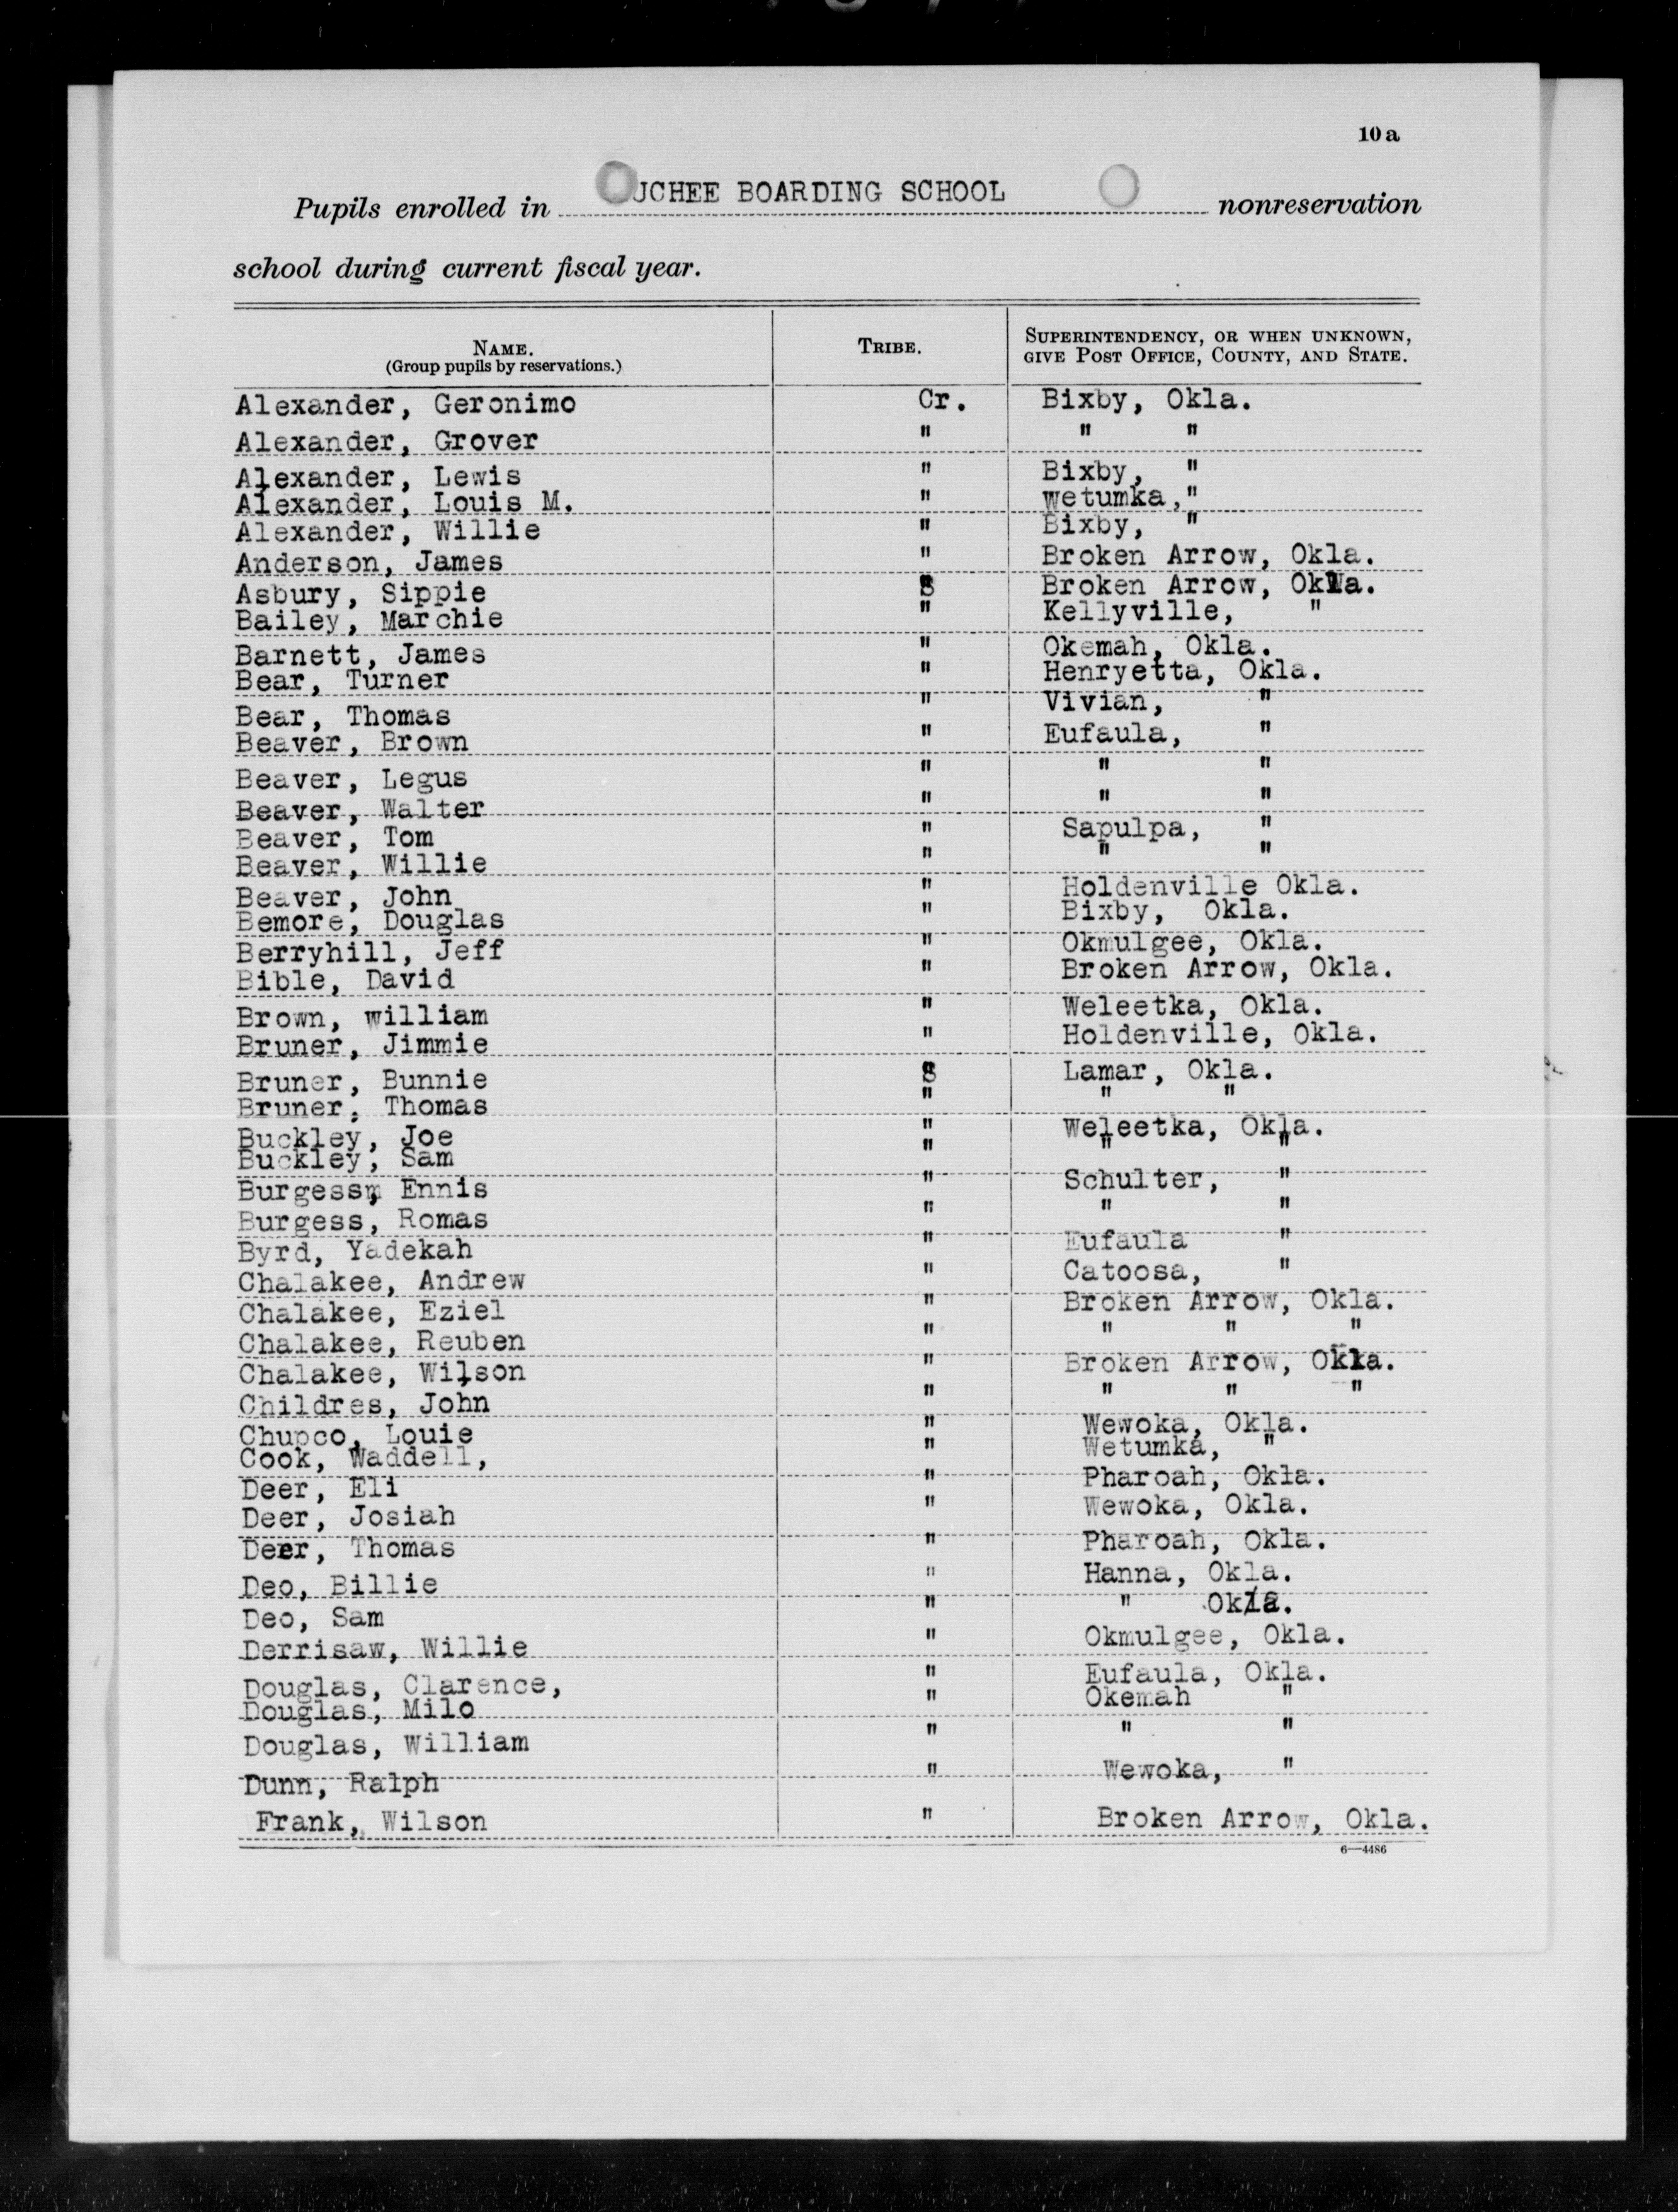 10a
Pupils enrolled in UCHEE BOARDING SCHOOL nonreservation
school during current fiscal year.
NAME. TRIBE. SUPERINTENDENCY, OR WHEN UNKNOWN,
(Group pupils by reservations.) GIVE POST OFFICE, COUNTY, AND STATE.
Alexander, Geronimo Cr. Bixby, Okla.
Alexander, Grover " " "
Alexander, Lewis " Bixby, "
Alexander, Louis M. " wetumka,"
Alexander, Willie " Bixby, "
Anderson, James " Broken Arrow, Okla.
Asbury, Sippie " Broken Arrow, Okla.
Bailey, Marchie " Kellyville, "
Barnett, James " Okemah, Okla.
Bear, Turner " Henryetta, Okla.
Bear, Thomas " Vivian, "
Beaver, Brown " Eufaula, "
Beaver, Legus " " "
Beaver, Walter " " "
Beaver, Tom " Sapulpa, "
Beaver, Willie " " "
Beaver, John " Holdenville Okla.
Bemore, Douglas " Bixby, Okla.
Berryhill, Jeff " Okmulgee, Okla.
Bible, David " Broken Arrow, Okla.
Brown, william " Weleetka, Okla.
Bruner, Jimmie " Holdenville, Okla.
Bruner, Bunnie " Lamar, Okla.
Bruner, Thomas " " "
Buckley, Joe " Weleetka, Okla.
Buckley, Sam " " "
Burgess, Ennis " Schulter, "
Burgess, Romas " " "
Byrd, Yadekah " Eufaula "
Chalakee, Andrew " Catoosa, "
Chalakee, Eziel " Broken Arrow, Okla.
Chalakee, Reuben " " " "
Chalakee, Wilson " Broken Arrow, Okla.
Childres, John " " " "
Chupco, Louie " Wewoka, Okla.
Cook, Waddell, " Wetumka, "
Deer, Eli " Pharoah, Okla.
Deer, Josiah " Wewoka, Okla.
Deer, Thomas " Pharoah, Okla.
Deo, Billie " Hanna, Okla.
Deo, Sam " " Okla.
Derrisaw, Willie " Okmulgee, Okla.
Douglas, Clarence, " Eufaula, Okla.
Douglas, Milo " Okemah "
Douglas, William " " "
Dunn, Ralph " Wewoka, "
Frank, Wilson " Broken Arrow, Okla.
6—4486